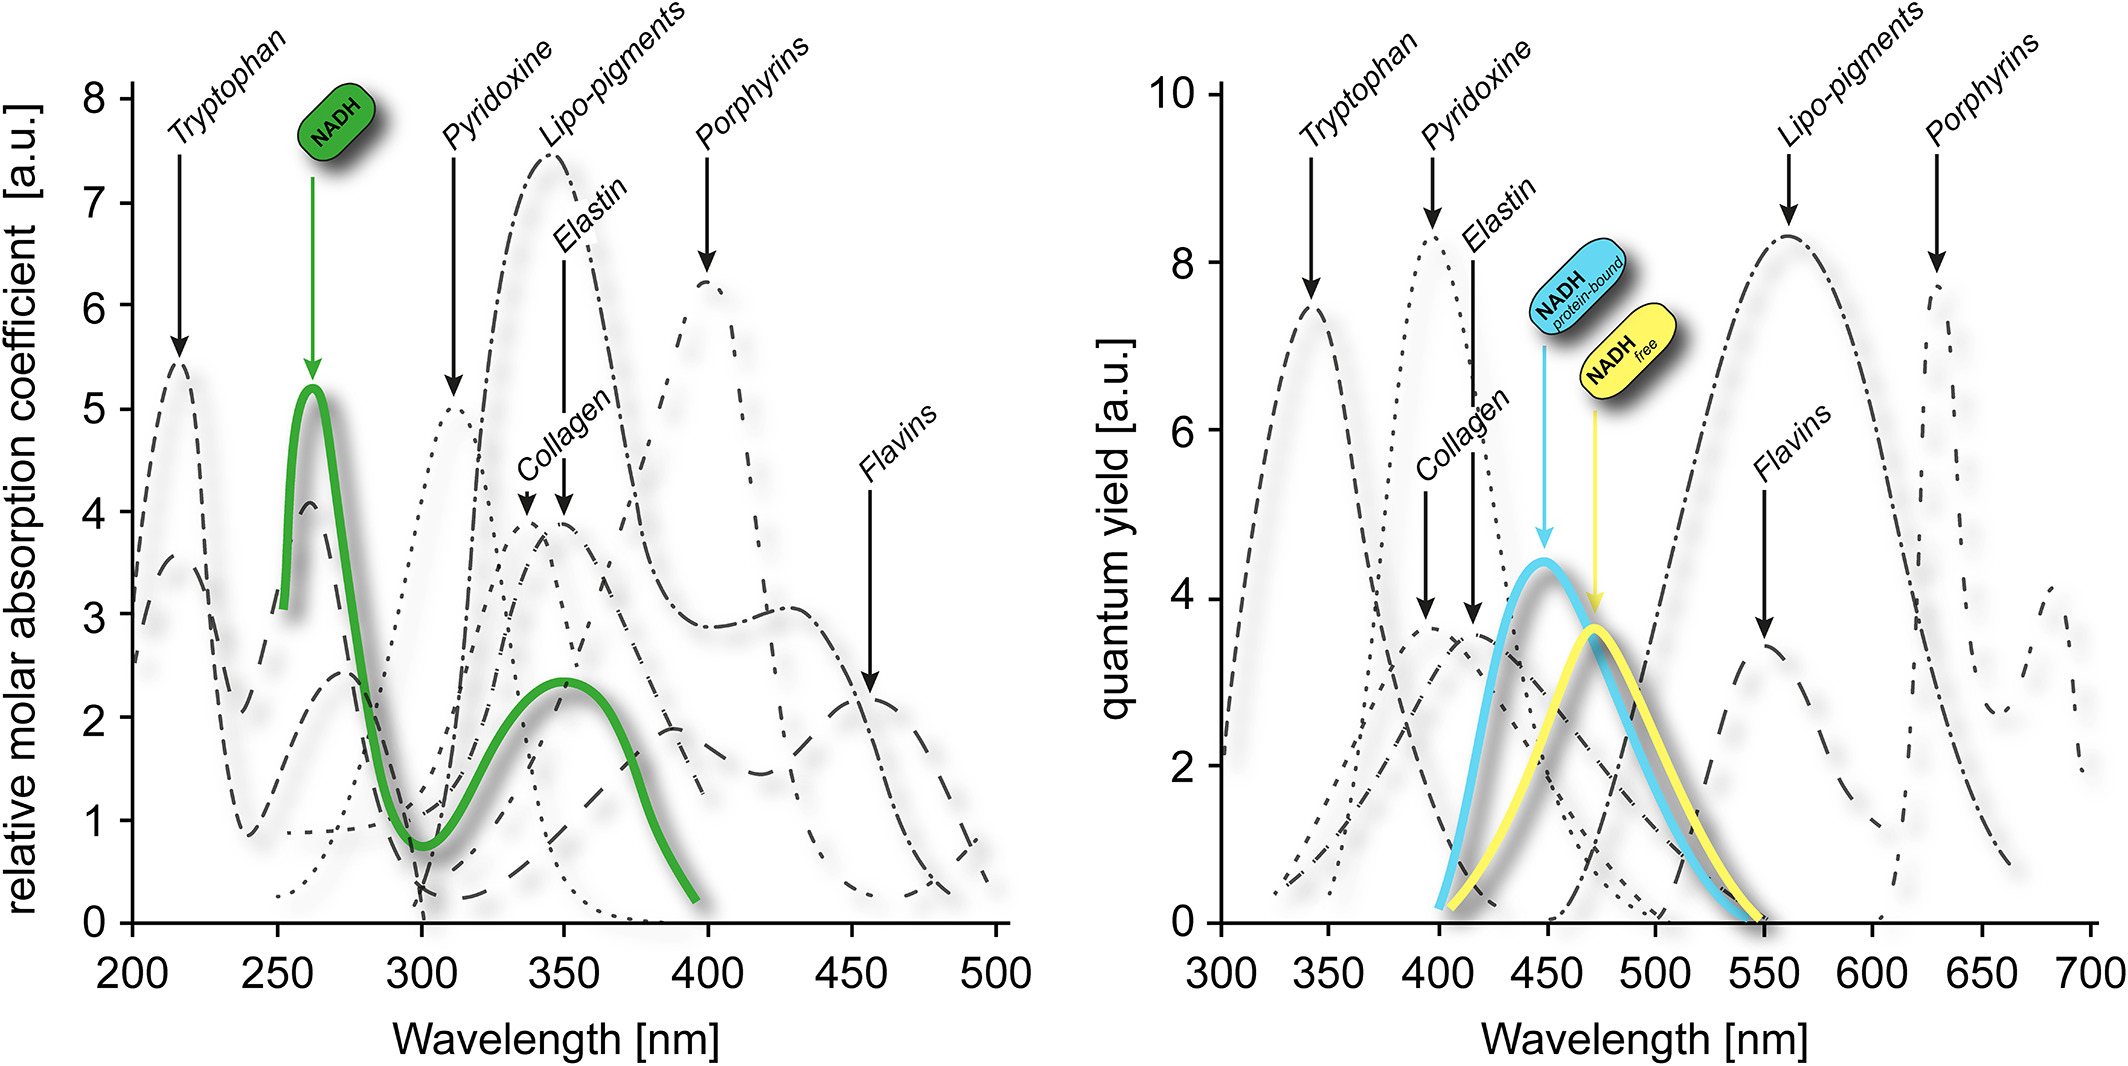 relative molar absorption coefficient [a.u.]
8
7
6
5
4
3
2
1
0
Tryptophan
NADH
Pyridoxine
Lipo-pigments
Elastin
Collagen
Porphyrins
Flavins
200 250 300 350 400 450 500
Wavelength [nm]
quantum yield [a.u.]
10
8
6
4
2
0
Tryptophan
Pyridoxine
Elastin
Collagen
NADH
protein-bound
NADH
free
Lipo-pigments
Flavins
Porphyrins
300 350 400 450 500 550 600 650 700
Wavelength [nm]